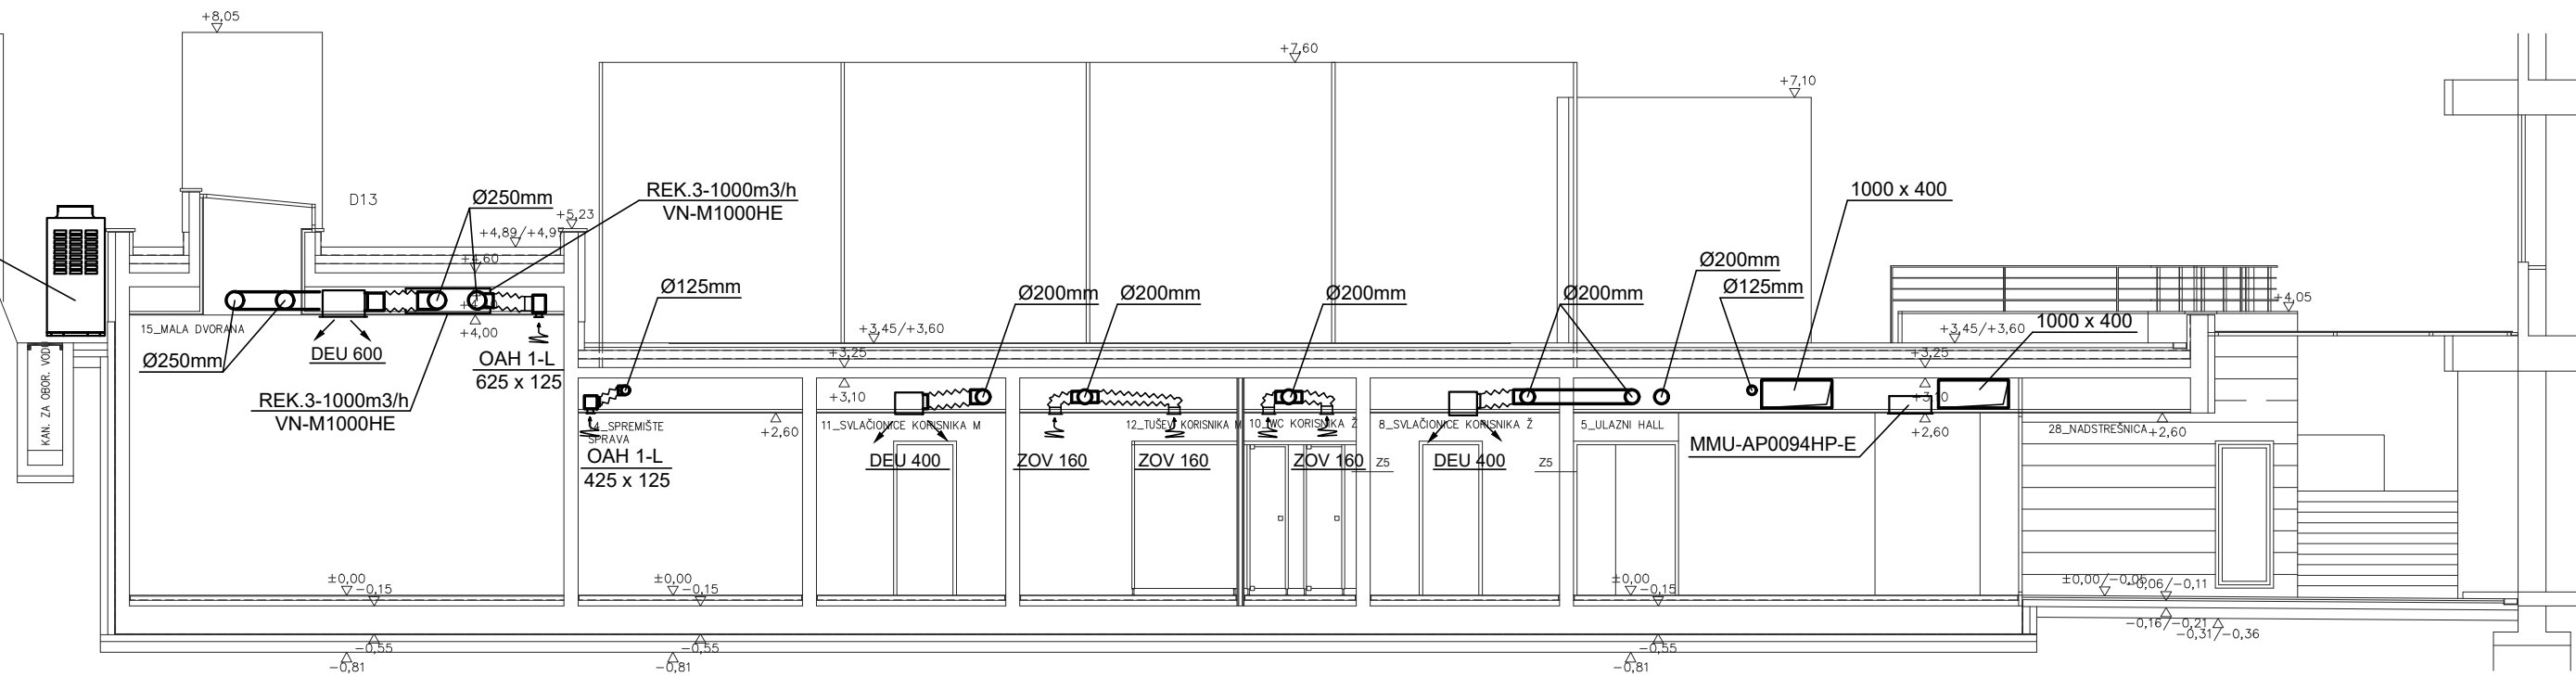 +8,05
+7,60
+7,10
D13
Ø250mm
REK.3-1000m3/h
VN-M1000HE
1000 x 400
+5,23
+4,89/+4,97
+4,60
Ø200mm
Ø125mm
Ø125mm
Ø200mm
Ø200mm
Ø200mm
Ø200mm
+4,05
15_MALA DVORANA
+4,00
+3,45/+3,60
+3,45/+3,60
1000 x 400
Ø250mm
DEU 600
OAH 1-L
625 x 125
+3,25
+3,25
KAN. ZA OBOR. VODU
REK.3-1000m3/h
VN-M1000HE
+3,10
+3,10
+2,60
+2,60
+2,60
SPREMIŠTE
SPRAVA
11_SVLAČIONICE KORISNIKA M
12_TUŠEVI KORISNIKA M
10_WC KORISNIKA Ž
8_SVLAČIONICE KORISNIKA Ž
5_ULAZNI HALL
28_NADSTREŠNICA
MMU-AP0094HP-E
OAH 1-L
425 x 125
DEU 400
ZOV 160
ZOV 160
ZOV 160
Z5
DEU 400
Z5
±0,00
-0,15
±0,00
-0,15
±0,00
-0,15
±0,00/-0,05
-0,06/-0,11
-0,16/-0,21
-0,31/-0,36
-0,55
-0,55
-0,55
-0,81
-0,81
-0,81